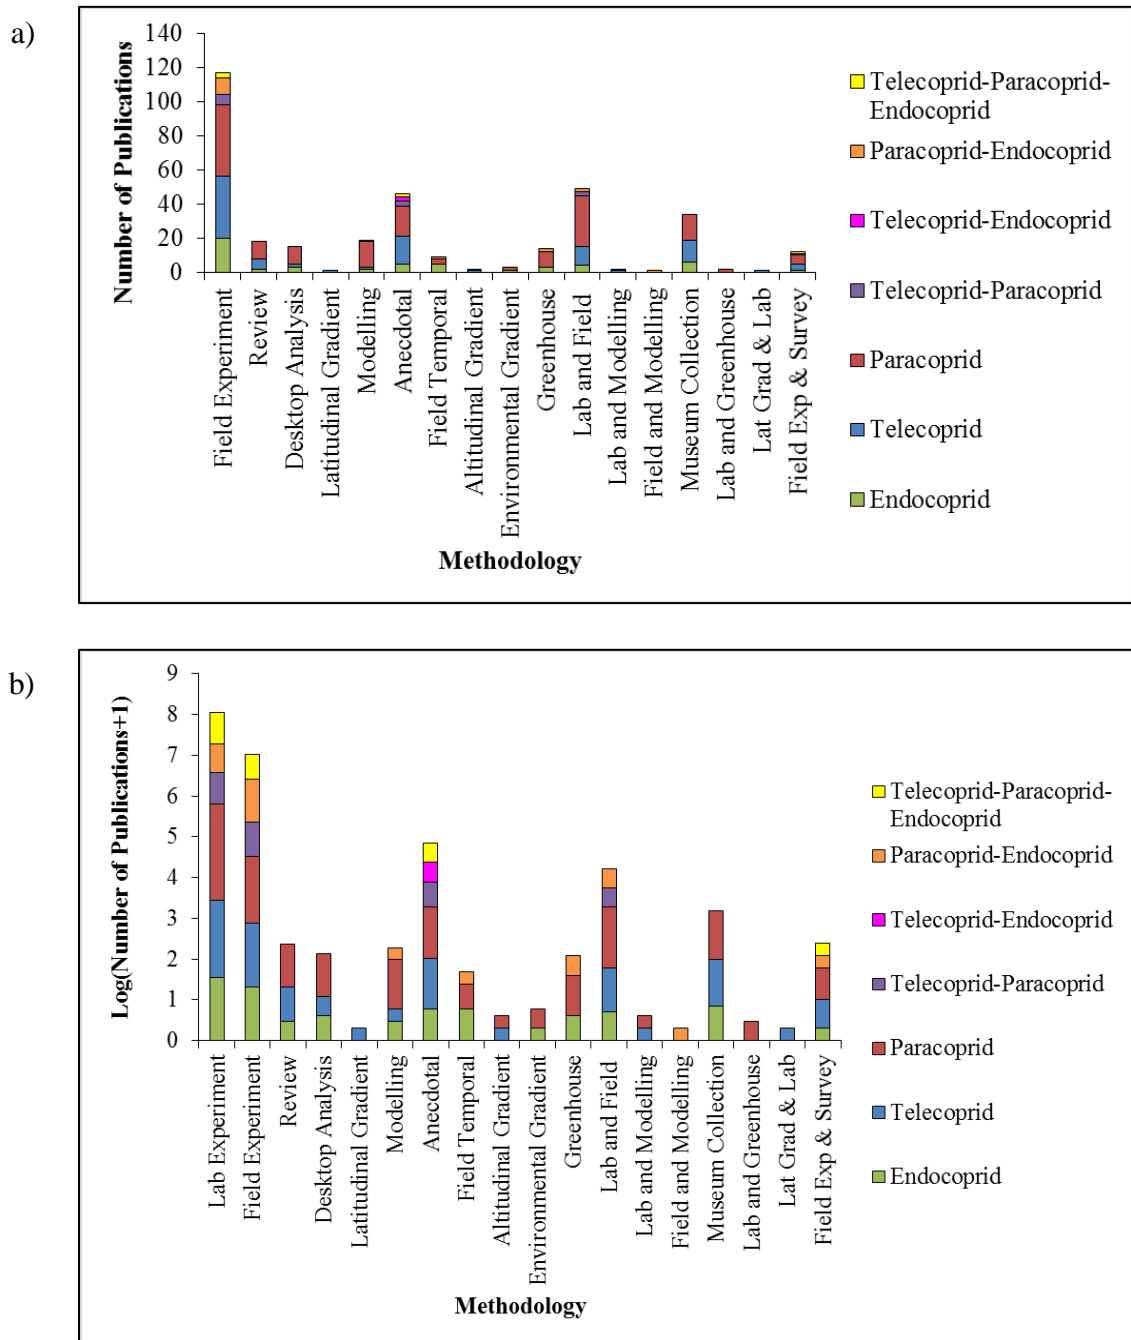 a)
140
120
100
80
60
40
20
0
Number of Publications
Field Experiment
Review
Desktop Analysis
Latitudinal Gradient
Modelling
Anecdotal
Field Temporal
Altitudinal Gradient
Environmental Gradient
Greenhouse
Lab and Field
Lab and Modelling
Field and Modelling
Museum Collection
Lab and Greenhouse
Lat Grad & Lab
Field Exp & Survey
Methodology
Telecoprid-Paracoprid-
Endocoprid
Paracoprid-Endocoprid
Telecoprid-Endocoprid
Telecoprid-Paracoprid
Paracoprid
Telecoprid
Endocoprid
b)
9
8
7
6
5
4
3
2
1
0
Log(Number of Publications+1)
Lab Experiment
Field Experiment
Review
Desktop Analysis
Latitudinal Gradient
Modelling
Anecdotal
Field Temporal
Altitudinal Gradient
Environmental Gradient
Greenhouse
Lab and Field
Lab and Modelling
Field and Modelling
Museum Collection
Lab and Greenhouse
Lat Grad & Lab
Field Exp & Survey
Methodology
Telecoprid-Paracoprid-
Endocoprid
Paracoprid-Endocoprid
Telecoprid-Endocoprid
Telecoprid-Paracoprid
Paracoprid
Telecoprid
Endocoprid